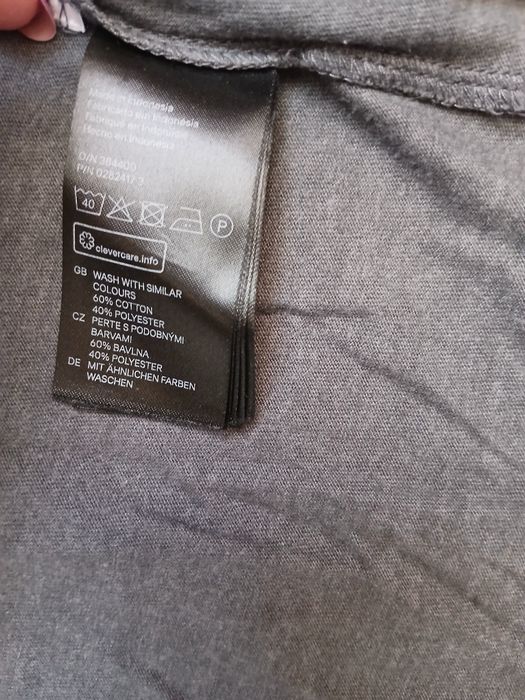 Made in Indonesia
Fabricado em Indonesia
Fabriqué en Indonésie
Hecho en Indonesia
O/N 384400
P/N 0282417.3
40
P
clevercare.info
GB WASH WITH SIMILAR
COLOURS
60% COTTON
40% POLYESTER
CZ PERTE S PODOBNÝMI
BARVAMI
60% BAVLNA
40% POLYESTER
DE MIT ÄHNLICHEN FARBEN
WASCHEN .